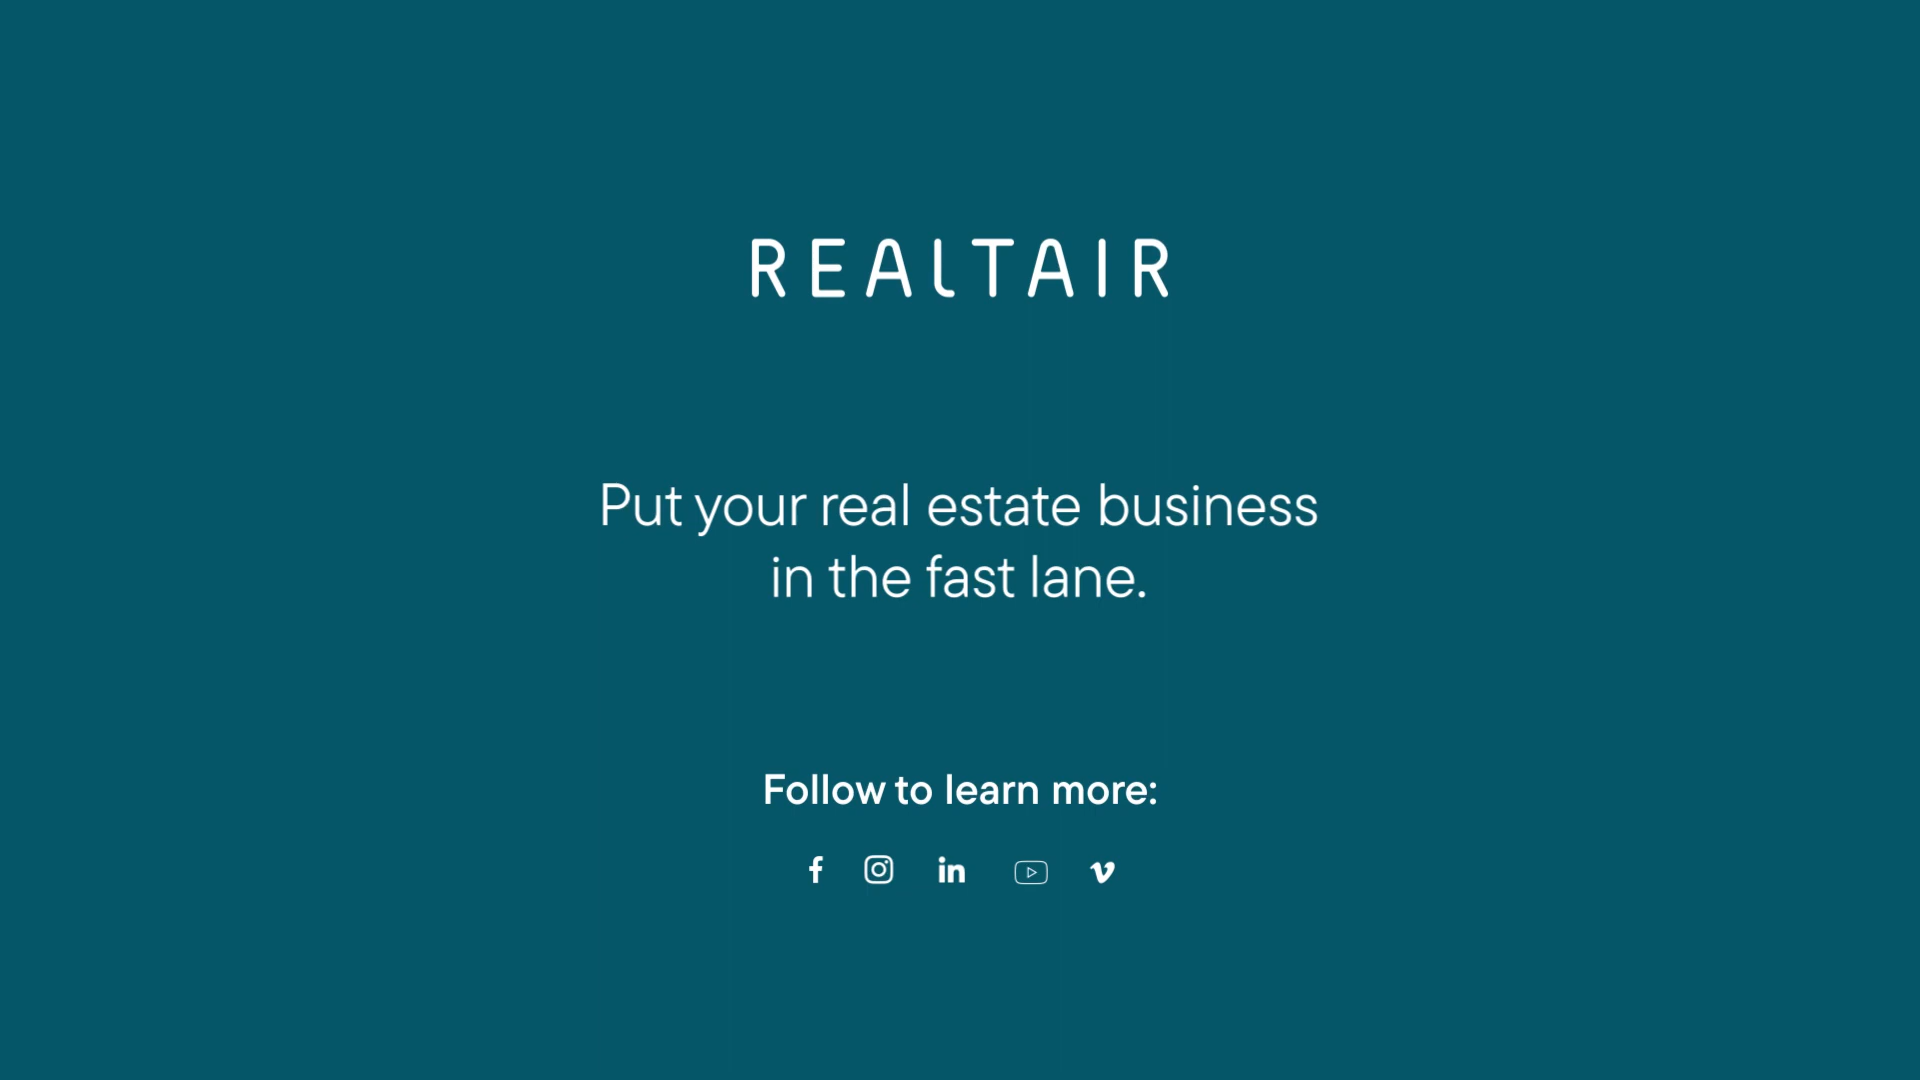 REALTAIR
Put your real estate business
in the fast lane.
Follow to learn more: